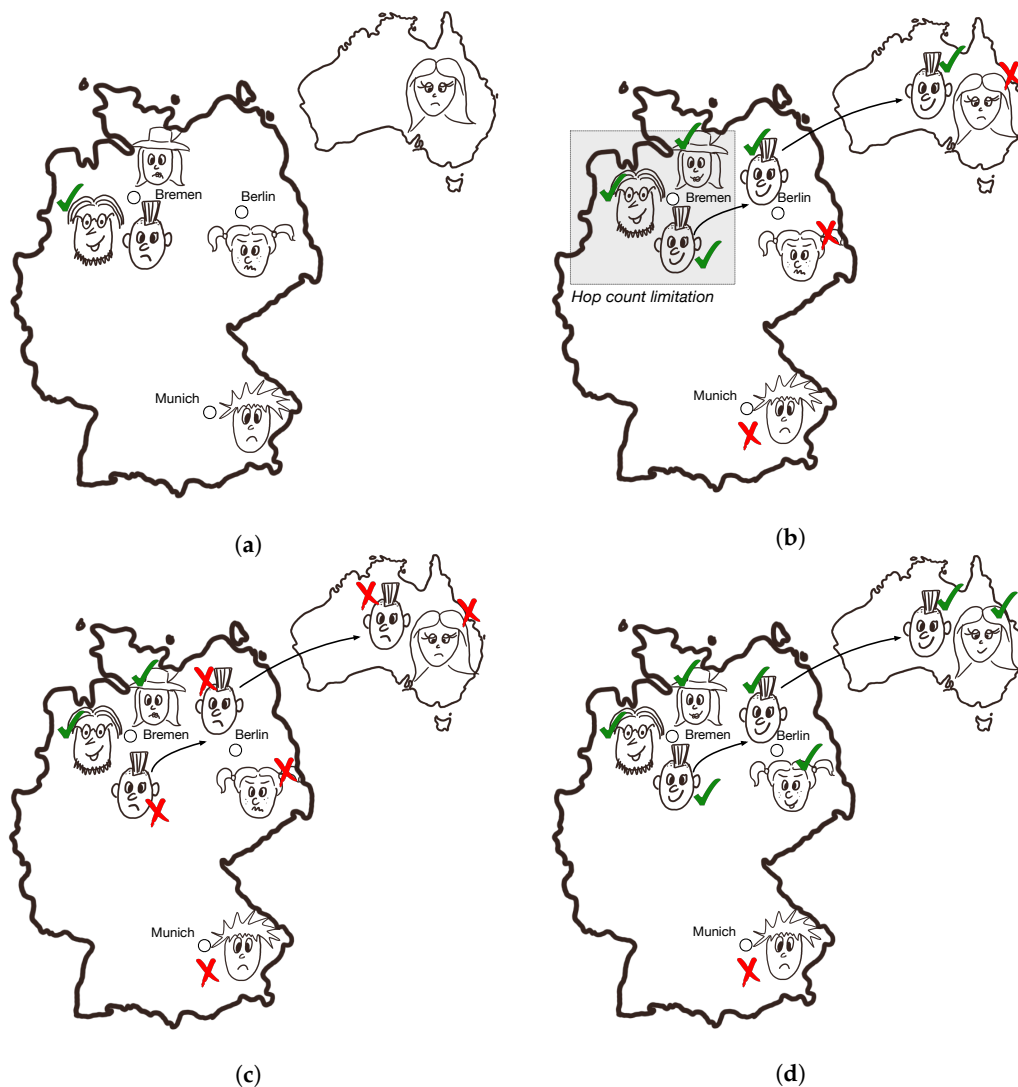 Bremen
Berlin
Munich
(a)
Bremen
Berlin
Hop count limitation
Munich
(b)
Bremen
Berlin
Munich
(c)
Bremen
Berlin
Munich
(d)